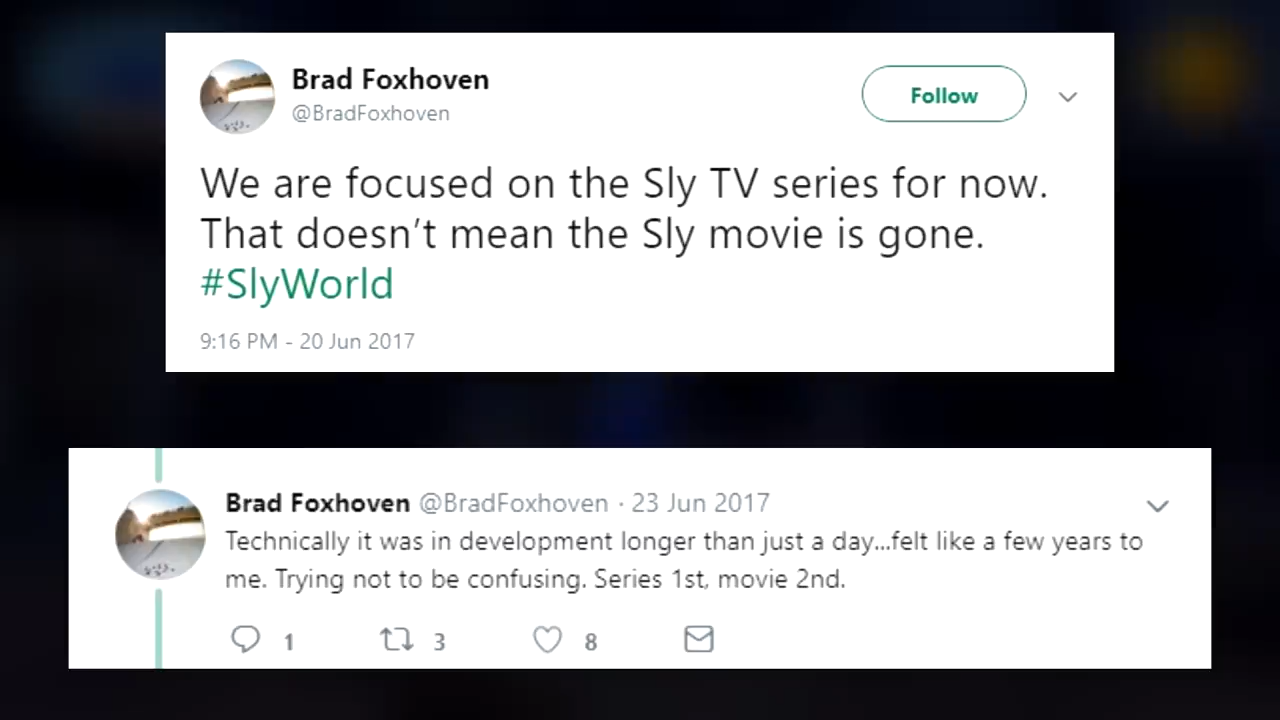 Brad Foxhoven
@BradFoxhoven
Follow
We are focused on the Sly TV series for now.
That doesn’t mean the Sly movie is gone.
#SlyWorld
9:16 PM - 20 Jun 2017
Brad Foxhoven @BradFoxhoven · 23 Jun 2017
Technically it was in development longer than just a day...felt like a few years to
me. Trying not to be confusing. Series 1st, movie 2nd.
1 3 8